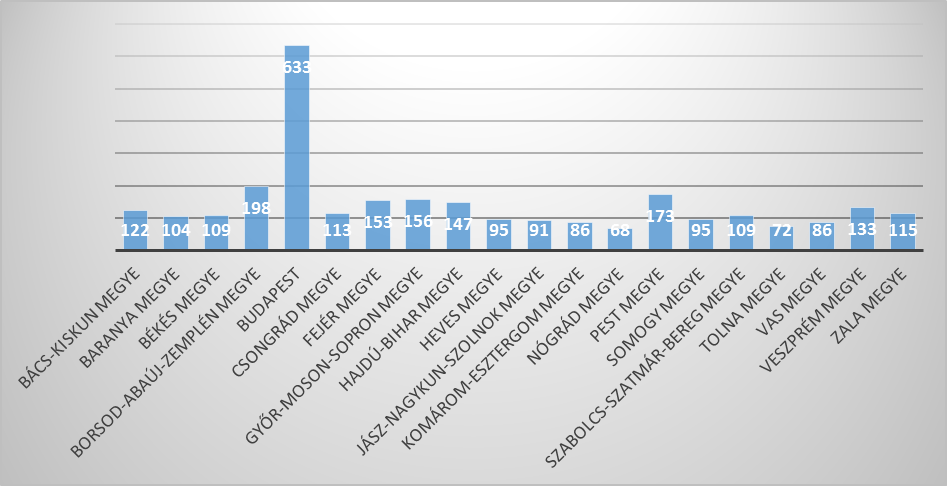 633
198
173
153
156
147
133
122
104
109
113
95
91
86
68
95
109
72
86
115
BÁCS-KISKUN MEGYE
BARANYA MEGYE
BÉKÉS MEGYE
BORSOD-ABAÚJ-ZEMPLÉN MEGYE
BUDAPEST
CSONGRÁD MEGYE
FEJÉR MEGYE
GYŐR-MOSON-SOPRON MEGYE
HAJDÚ-BIHAR MEGYE
HEVES MEGYE
JÁSZ-NAGYKUN-SZOLNOK MEGYE
KOMÁROM-ESZTERGOM MEGYE
NÓGRÁD MEGYE
PEST MEGYE
SOMOGY MEGYE
SZABOLCS-SZATMÁR-BEREG MEGYE
TOLNA MEGYE
VAS MEGYE
VESZPRÉM MEGYE
ZALA MEGYE